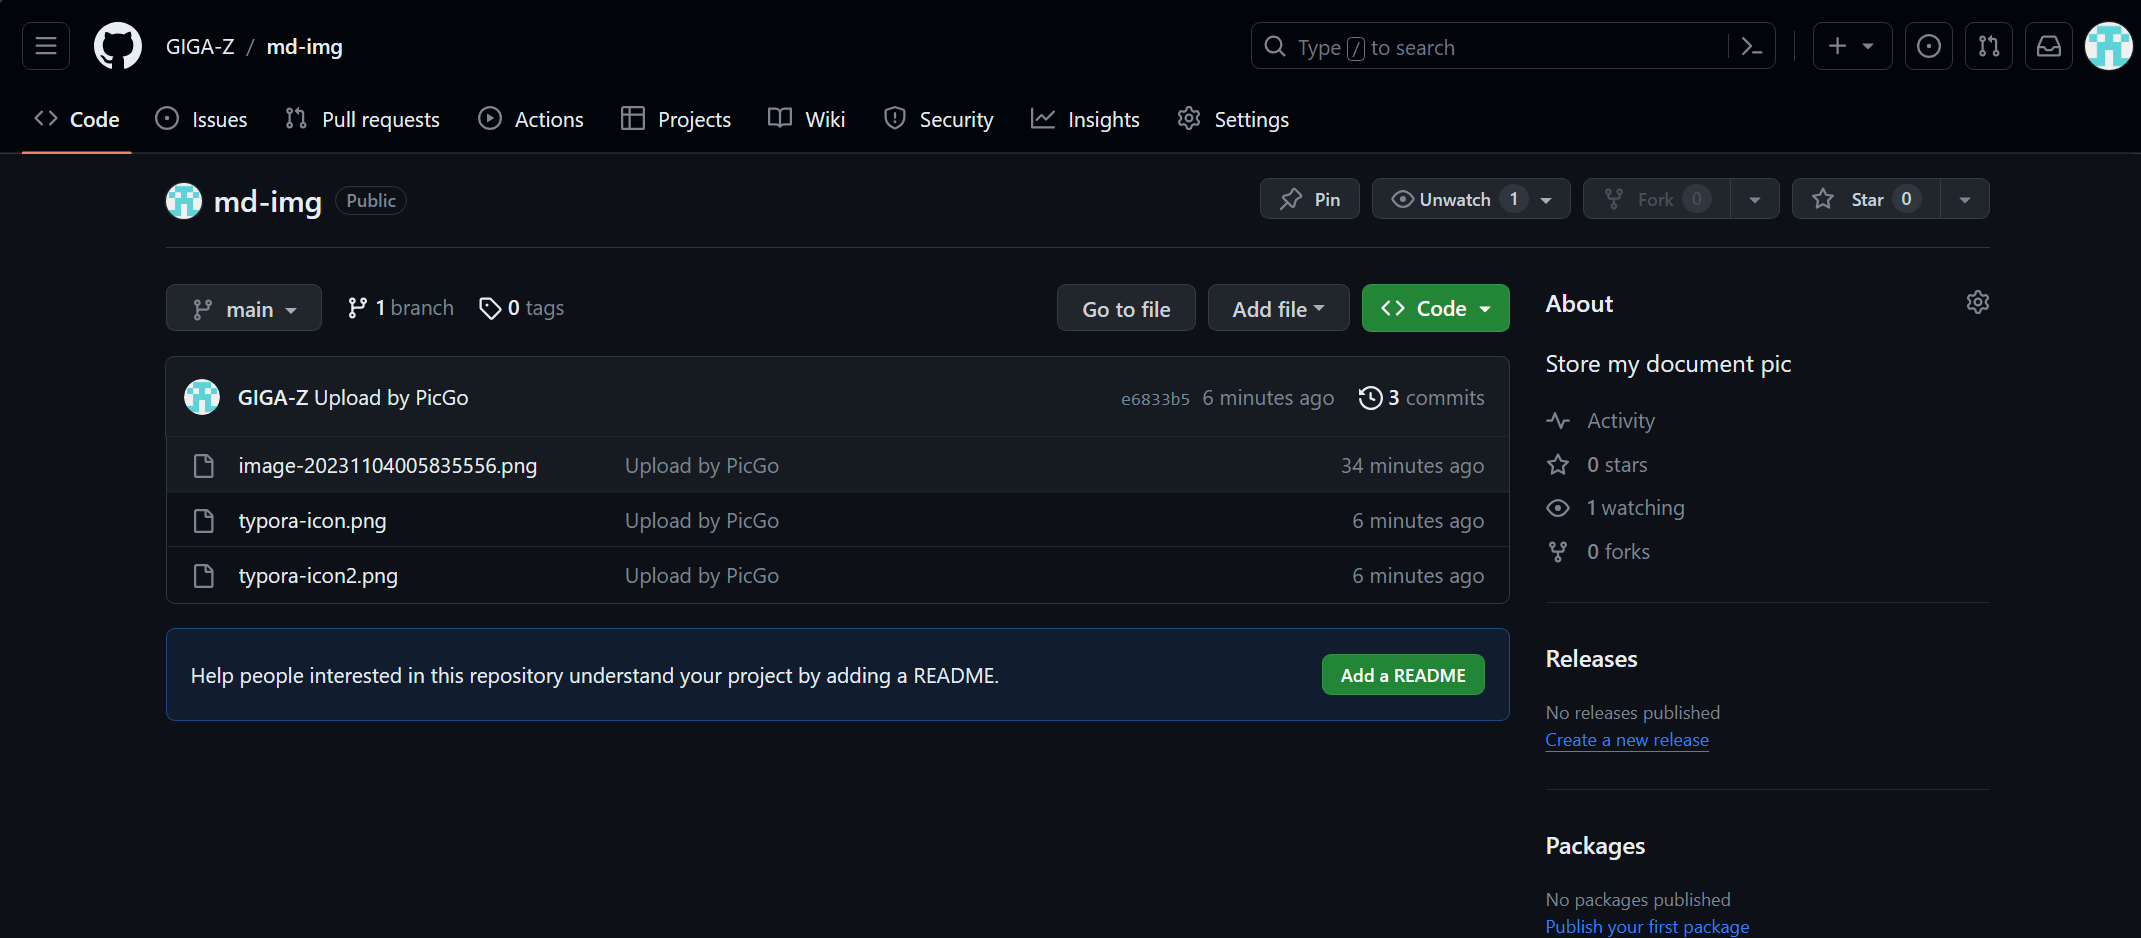 GIGA-Z / md-img
Type / to search
Code Issues Pull requests Actions Projects Wiki Security Insights Settings
md-img Public
Pin Unwatch 1 Fork 0 Star 0
main 1 branch 0 tags
Go to file Add file Code
GIGA-Z Upload by PicGo e6833b5 6 minutes ago 3 commits
image-20231104005835556.png Upload by PicGo 34 minutes ago
typora-icon.png Upload by PicGo 6 minutes ago
typora-icon2.png Upload by PicGo 6 minutes ago
Help people interested in this repository understand your project by adding a README. Add a README
About
Store my document pic
Activity
0 stars
1 watching
0 forks
Releases
No releases published
Create a new release
Packages
No packages published
Publish your first package